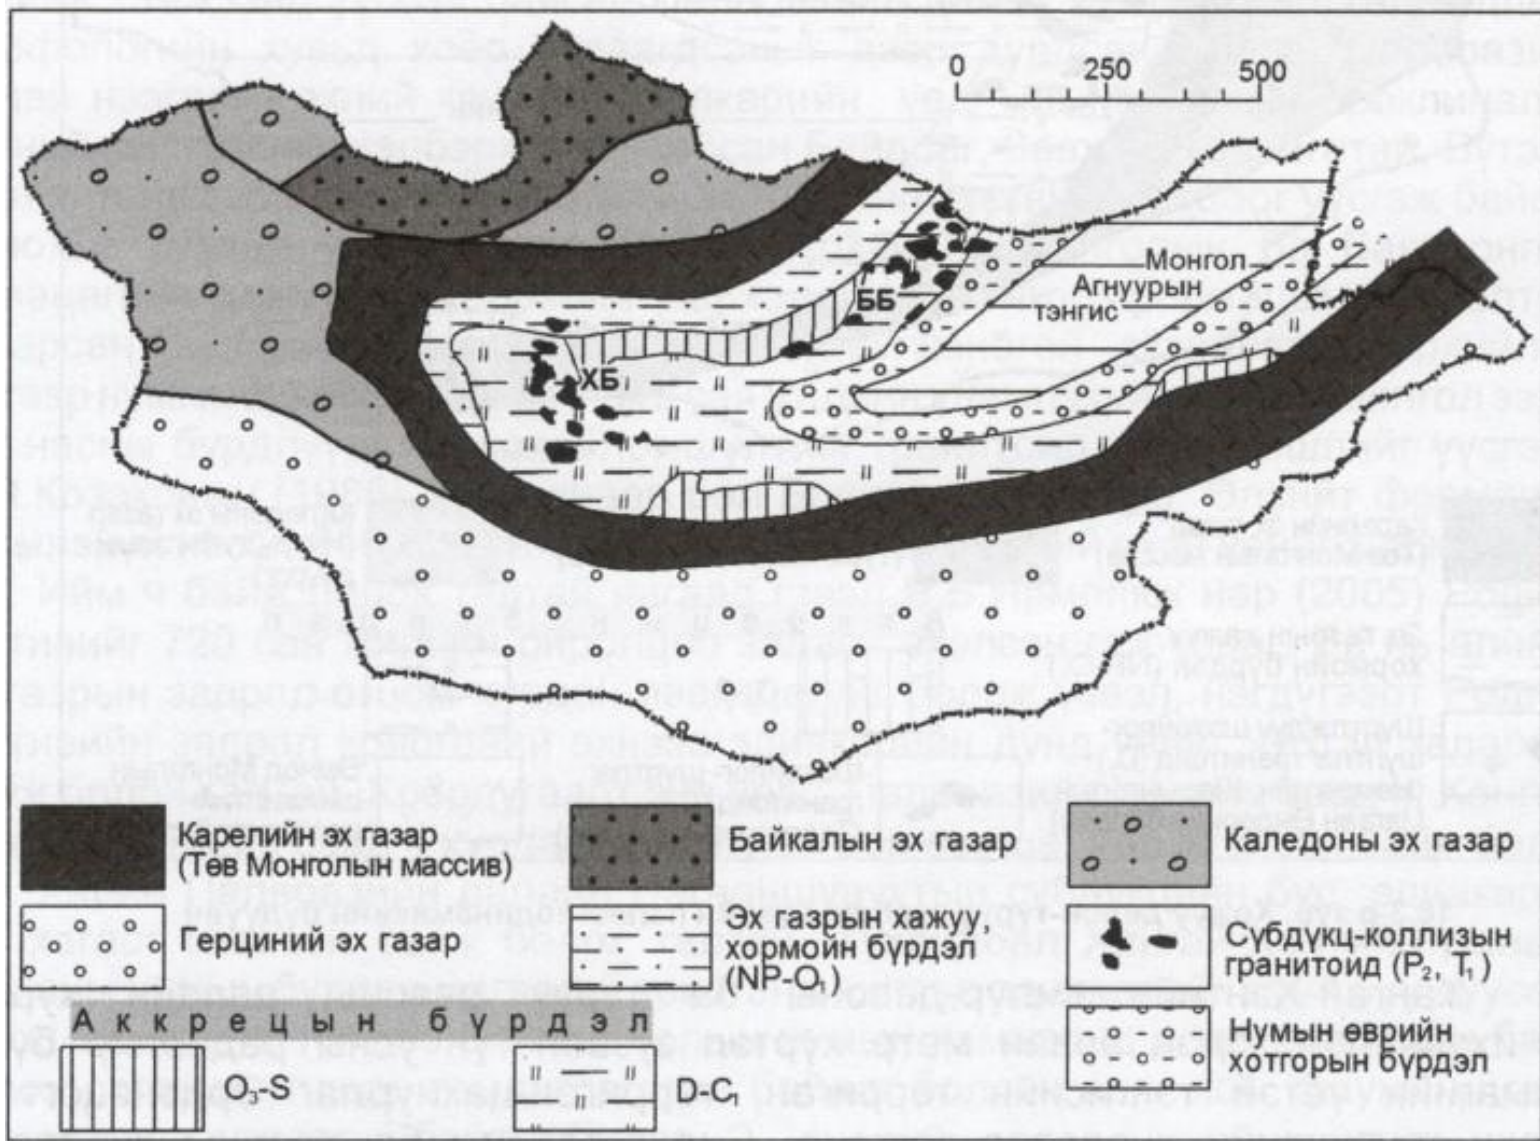 0 250 500
Монгол
Агнуурын
тэнгис
ББ
ХБ
Карелийн эх газар
(Төв Монголын массив)
Байкалын эх газар
Каледоны эх газар
Герциний эх газар
Эх газрын хажуу,
хормойн бүрдэл
(NP-O₁)
Сүбдүкц-коллизын
гранитоид (P₂, T₁)
Аккрецын бүрдэл
Нумын өврийн
хотгорын бүрдэл
O₃-S
D-C₁